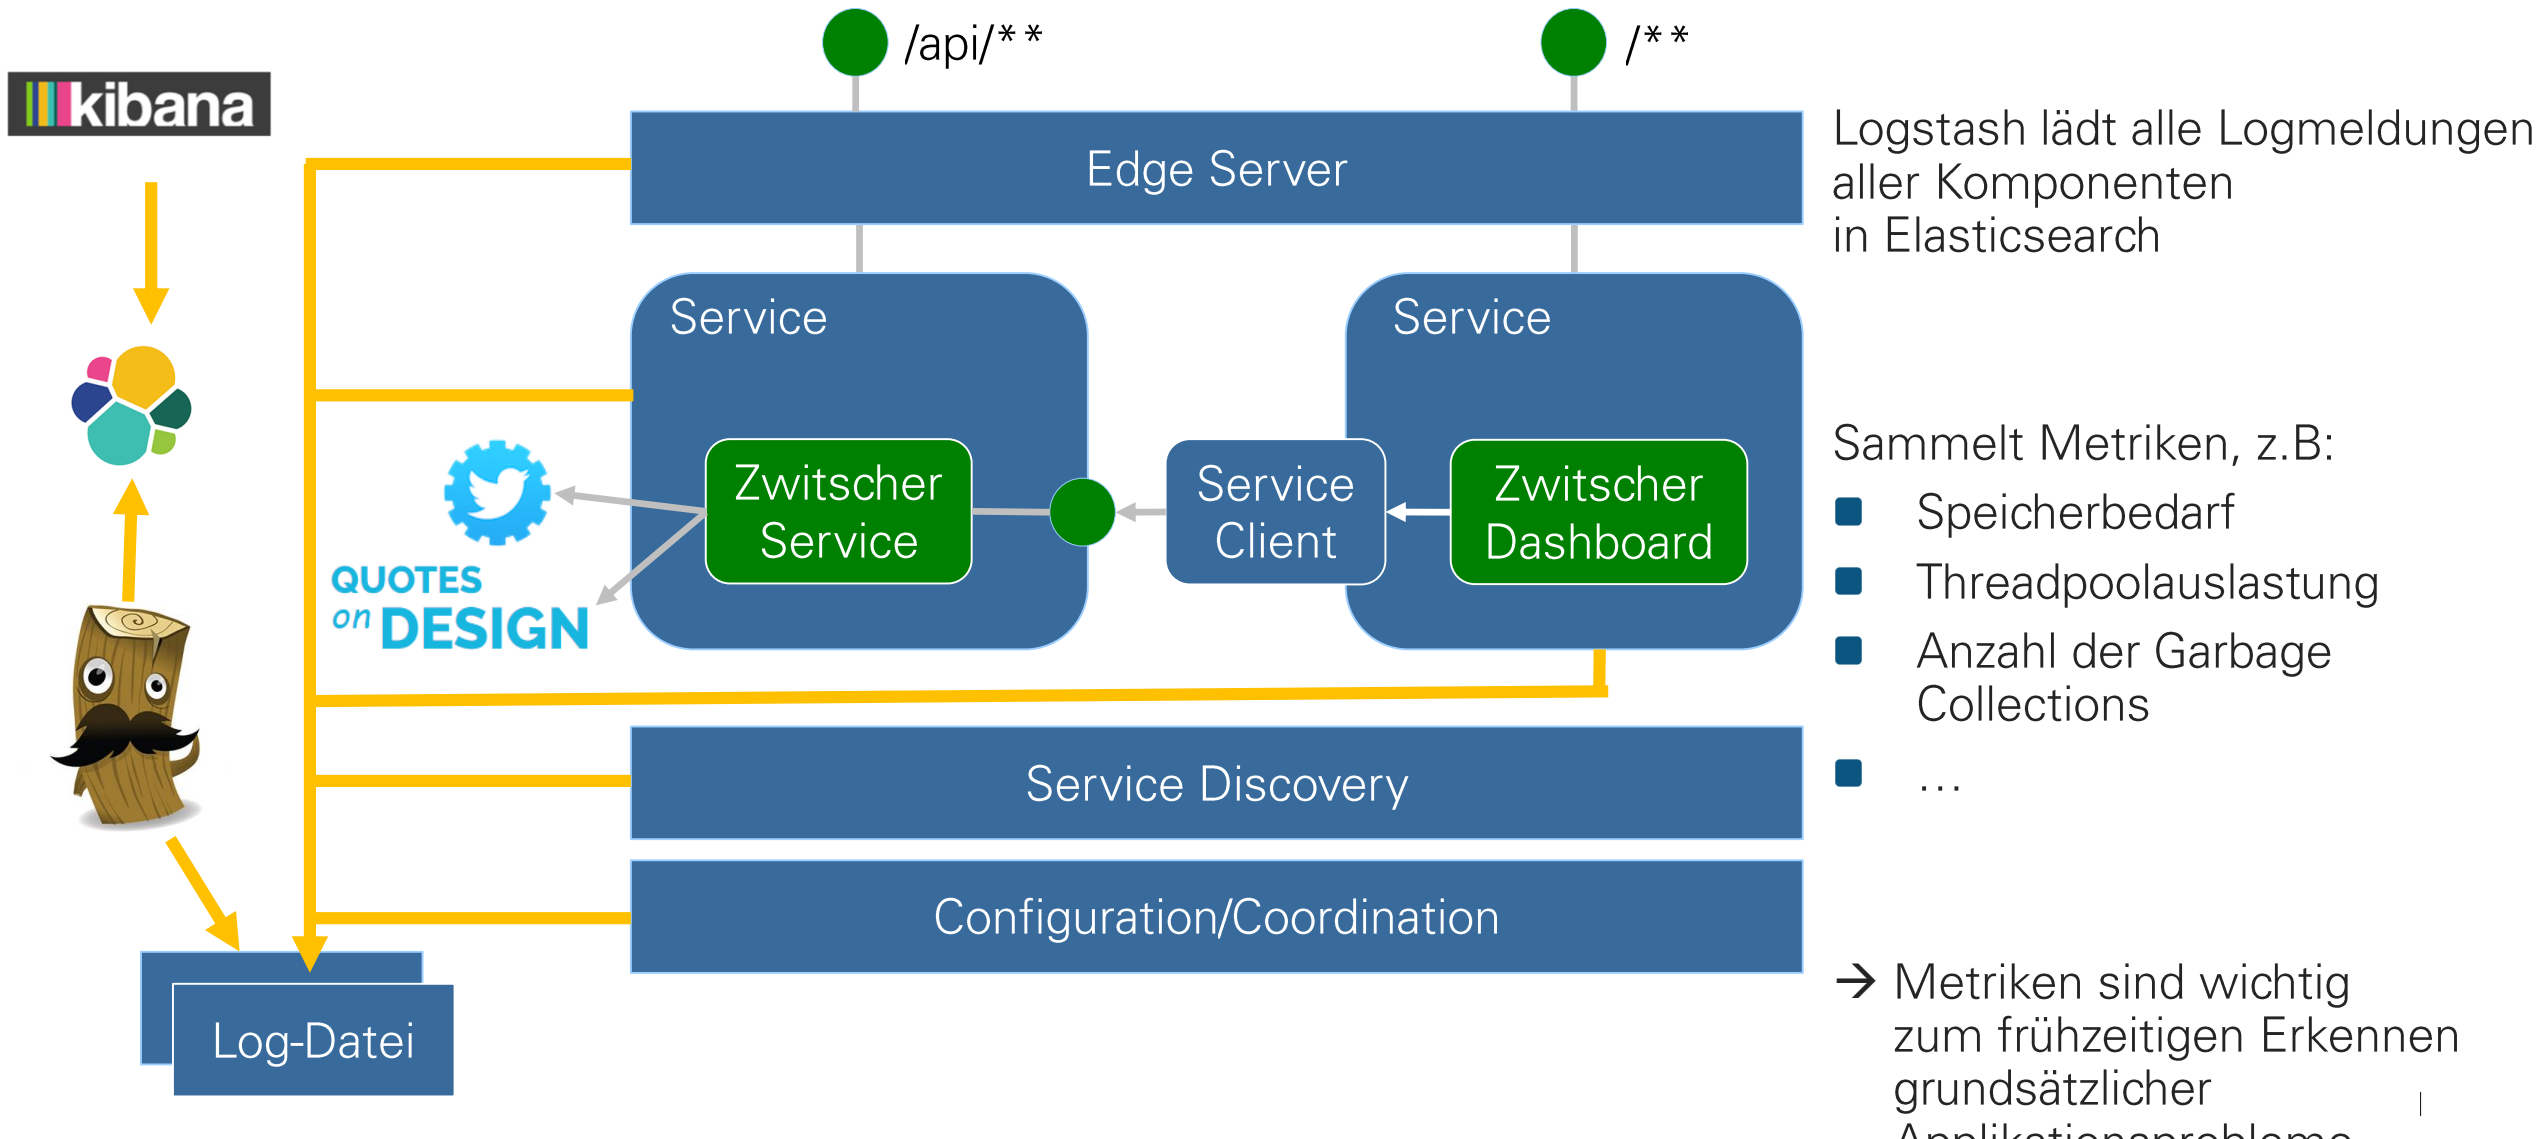 /api/**
/**
kibana
Edge Server
Service
Service
Zwitscher
Service
Service
Client
Zwitscher
Dashboard
QUOTES
on DESIGN
Service Discovery
Configuration/Coordination
Log-Datei
Logstash lädt alle Logmeldungen
aller Komponenten
in Elasticsearch
Sammelt Metriken, z.B:
Speicherbedarf
Threadpoolauslastung
Anzahl der Garbage
Collections
...
→ Metriken sind wichtig
zum frühzeitigen Erkennen
grundsätzlicher
Applikationsprobleme